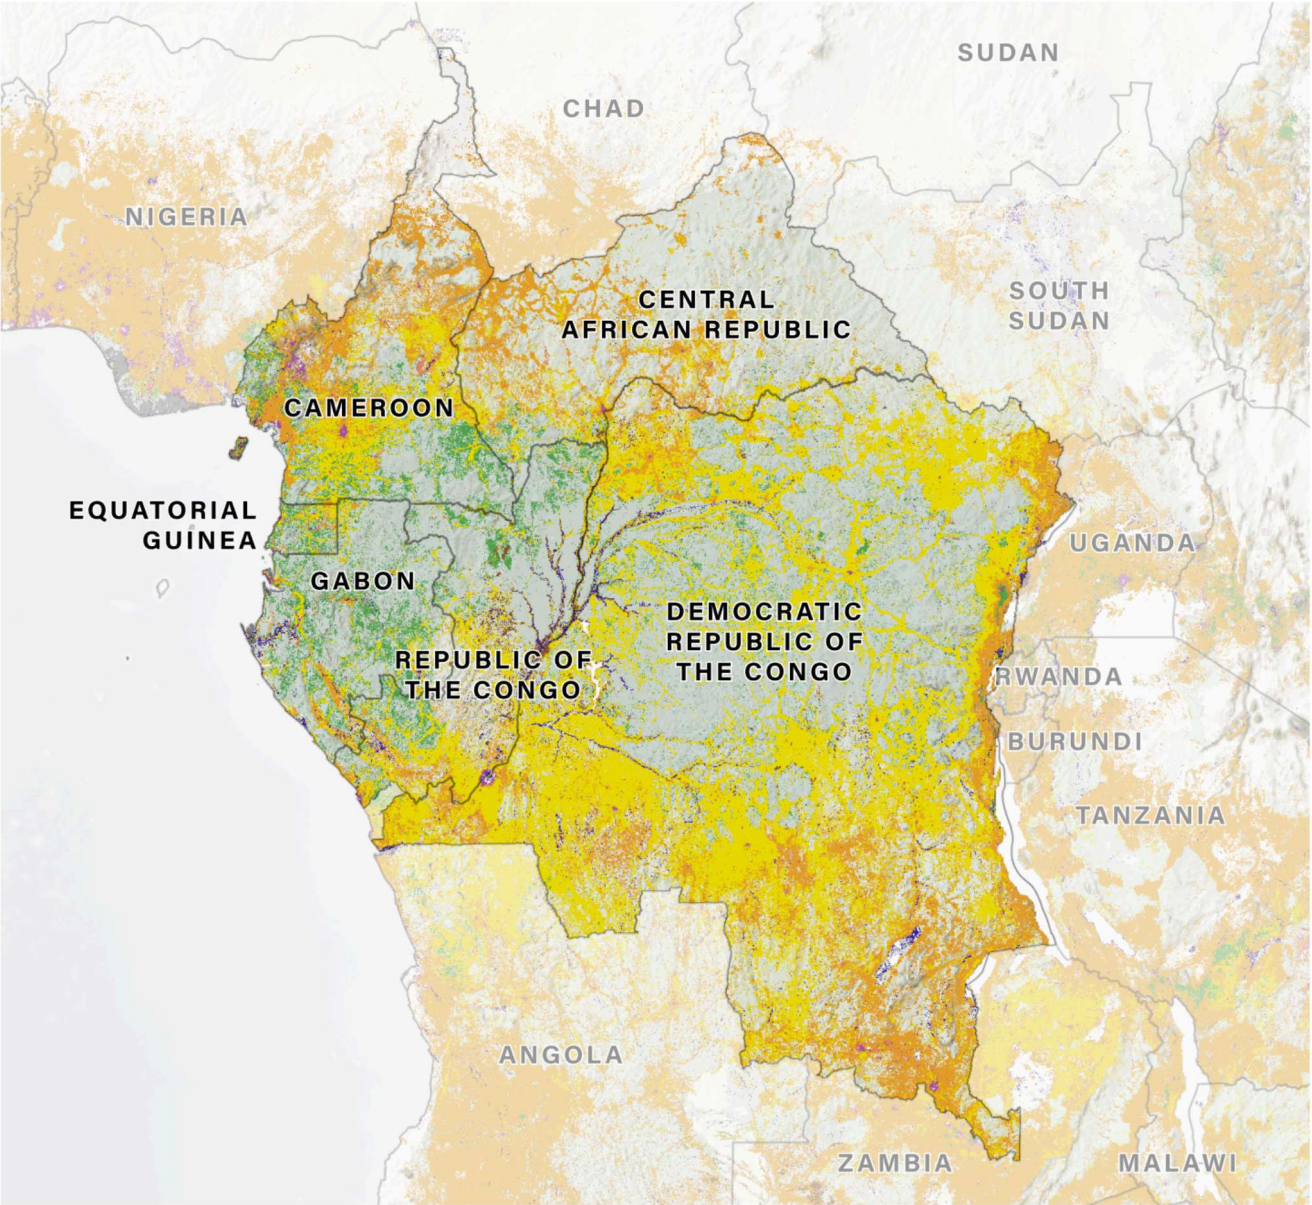 SUDAN
CHAD
NIGERIA
SOUTH
SUDAN
CENTRAL
AFRICAN REPUBLIC
CAMEROON
EQUATORIAL
GUINEA
UGANDA
GABON
DEMOCRATIC
REPUBLIC OF
THE CONGO
REPUBLIC OF
THE CONGO
RWANDA
BURUNDI
TANZANIA
ANGOLA
ZAMBIA
MALAWI